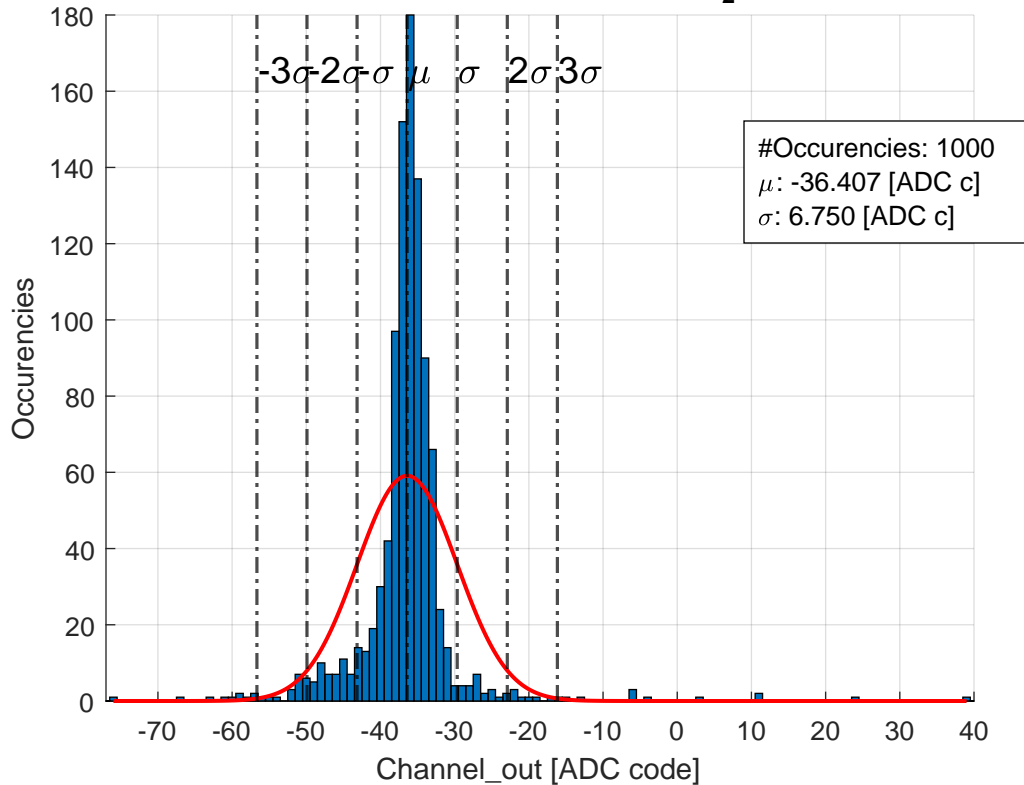 180
160
140
120
100
80
60
40
20
0
Occurencies
-3σ -2σ -σ μ σ 2σ 3σ
#Occurencies: 1000
μ: -36.407 [ADC c]
σ: 6.750 [ADC c]
-70 -60 -50 -40 -30 -20 -10 0 10 20 30 40
Channel_out [ADC code]